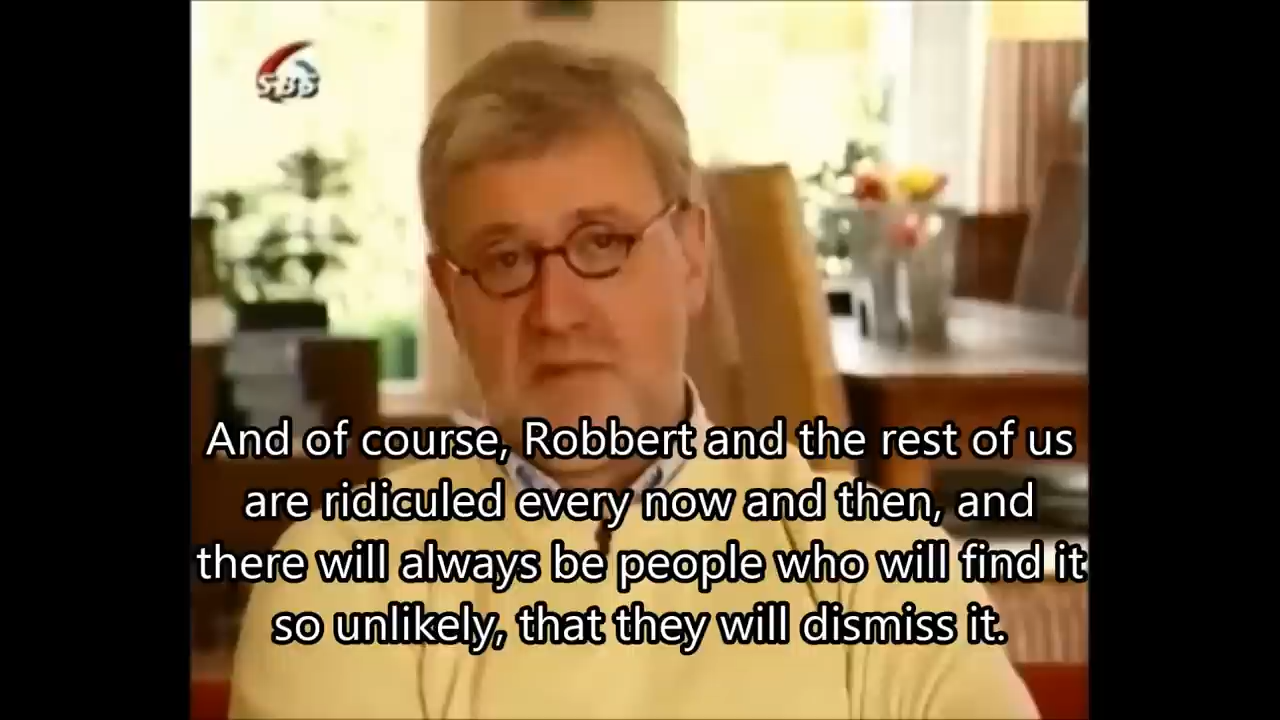 SBS6
And of course, Robbert and the rest of us
are ridiculed every now and then, and
there will always be people who will find it
so unlikely, that they will dismiss it.